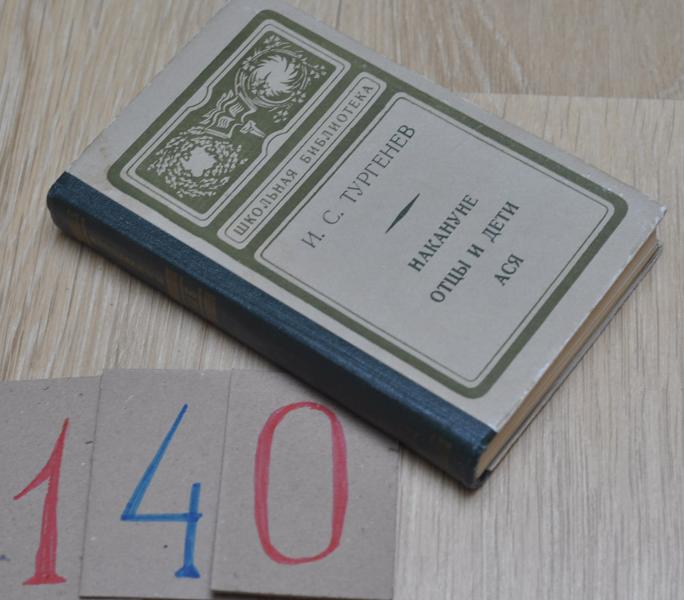 ШКОЛЬНАЯ БИБЛИОТЕКА
И. С. ТУРГЕНЕВ
НАКАНУНЕ
ОТЦЫ И ДЕТИ
АСЯ
140